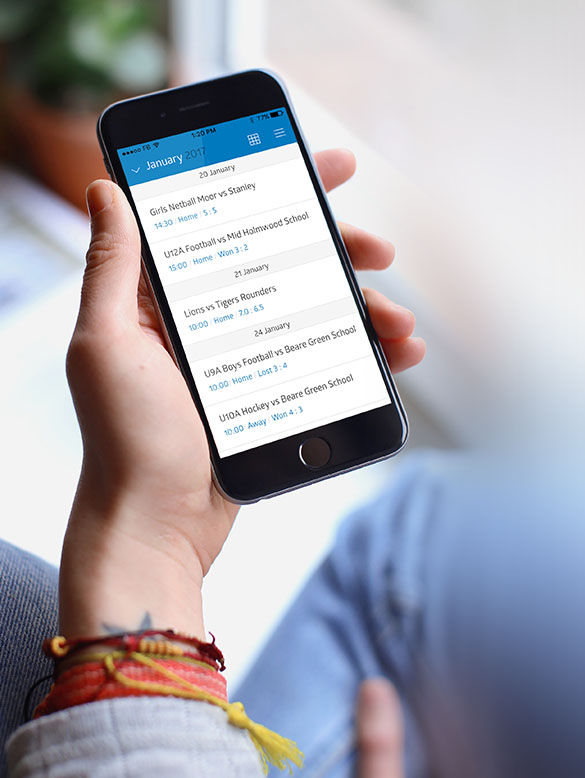 ●●●○○ FB 1:20 PM 77%
January 2017
20 January
Girls Netball Moor vs Stanley
14:30 | Home | 5 : 5
U12A Football vs Mid Holmwood School
15:00 | Home | Won 3 : 2
21 January
Lions vs Tigers Rounders
10:00 | Home | 7.0 : 6.5
24 January
U9A Boys Football vs Beare Green School
10:00 | Home | Lost 3 : 4
U10A Hockey vs Beare Green School
10:00 | Away | Won 4 : 3